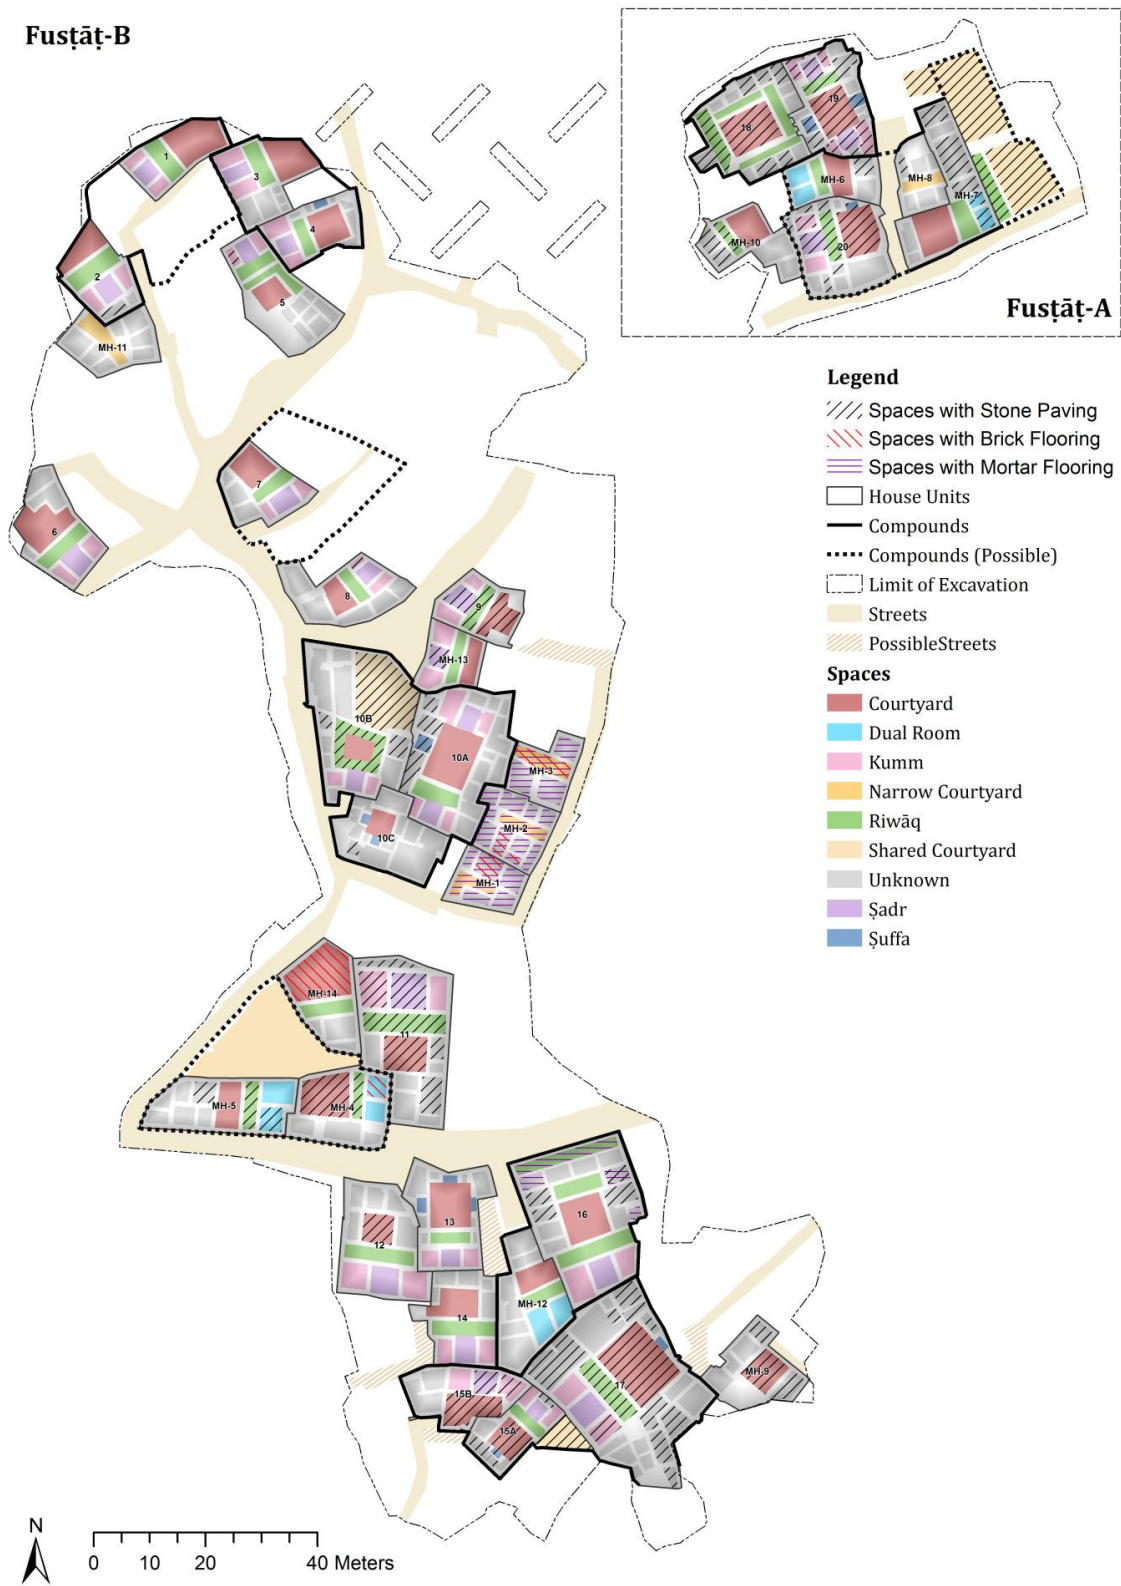 Fusṭāṭ-B
Fusṭāṭ-A
18
19
MH-6
MH-8
MH-7
MH-10
20
1
3
4
2
5
MH-11
6
7
8
9
MH-13
10B
10A
MH-3
MH-2
10C
MH-1
MH-14
11
MH-5
MH-4
16
13
12
MH-12
14
17
MH-9
15B
15A
Legend
Spaces with Stone Paving
Spaces with Brick Flooring
Spaces with Mortar Flooring
House Units
Compounds
Compounds (Possible)
Limit of Excavation
Streets
PossibleStreets
Spaces
Courtyard
Dual Room
Kumm
Narrow Courtyard
Riwāq
Shared Courtyard
Unknown
Ṣadr
Ṣuffa
N
0 10 20 40 Meters